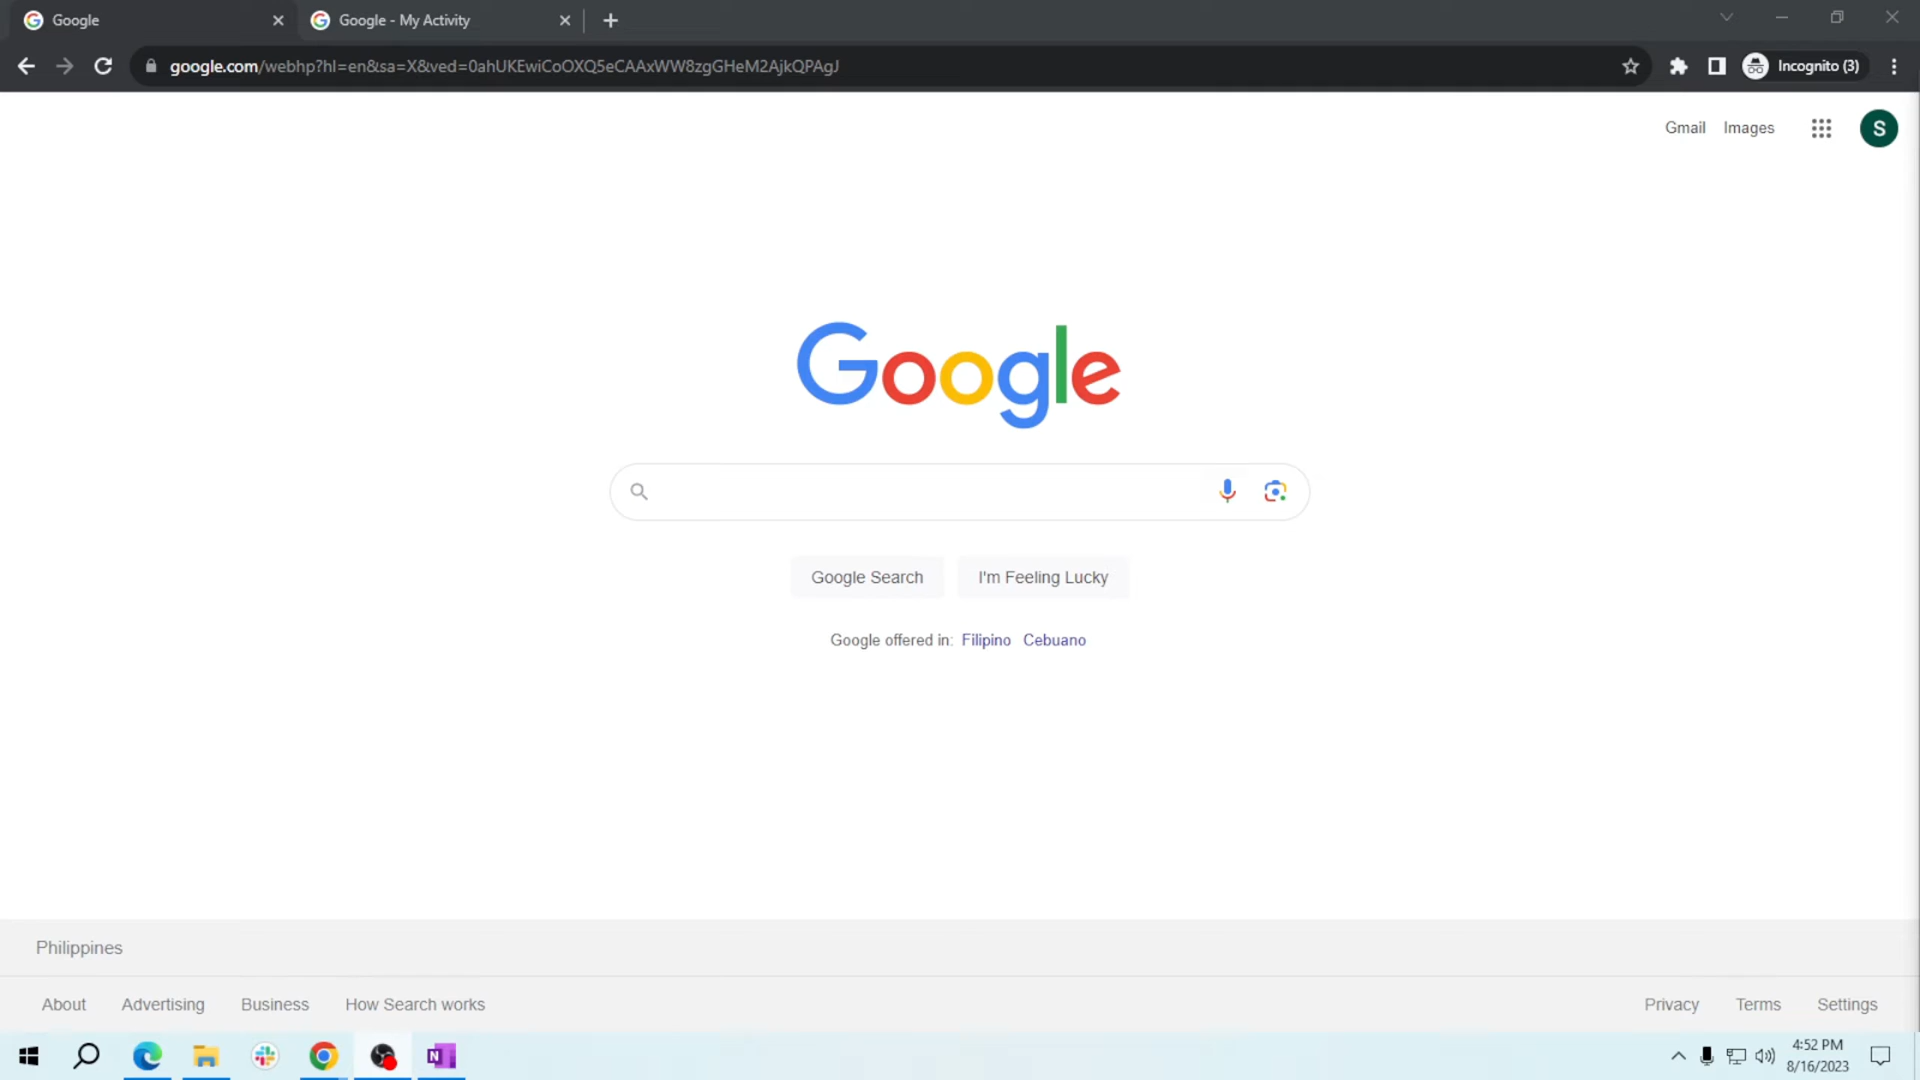 Google
Google - My Activity
google.com/webhp?hl=en&sa=X&ved=0ahUKEwiCoOXQ5eCAAxWW8zgGHeM2AjkQPAgJ
Incognito (3)
Gmail Images
S
Google
Google Search I'm Feeling Lucky
Google offered in: Filipino Cebuano
Philippines
About Advertising Business How Search works Privacy Terms Settings
N
4:52 PM
8/16/2023